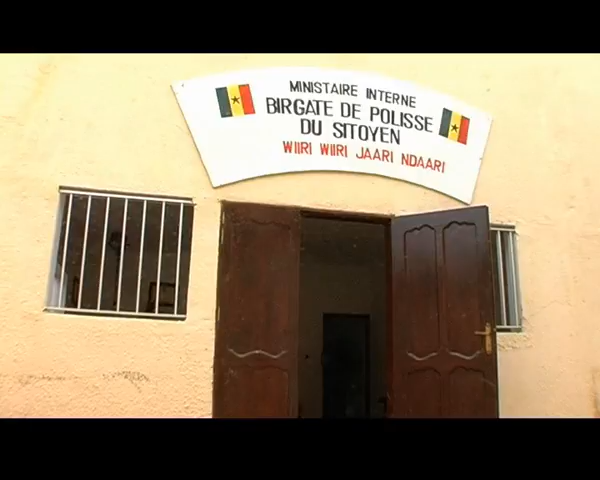 MINISTAIRE INTERNE
BIRGATE DE POLISSE
DU SITOYEN
WIIRI WIIRI JAARI NDAARI